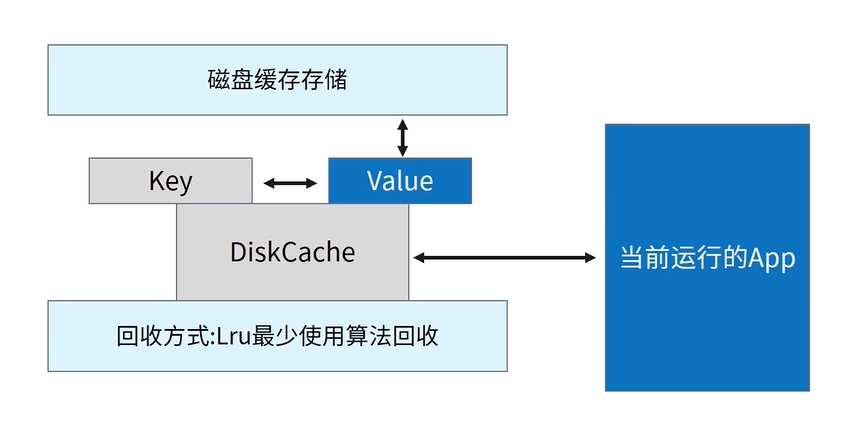 磁盘缓存存储
Key
Value
DiskCache
当前运行的App
回收方式:Lru最少使用算法回收